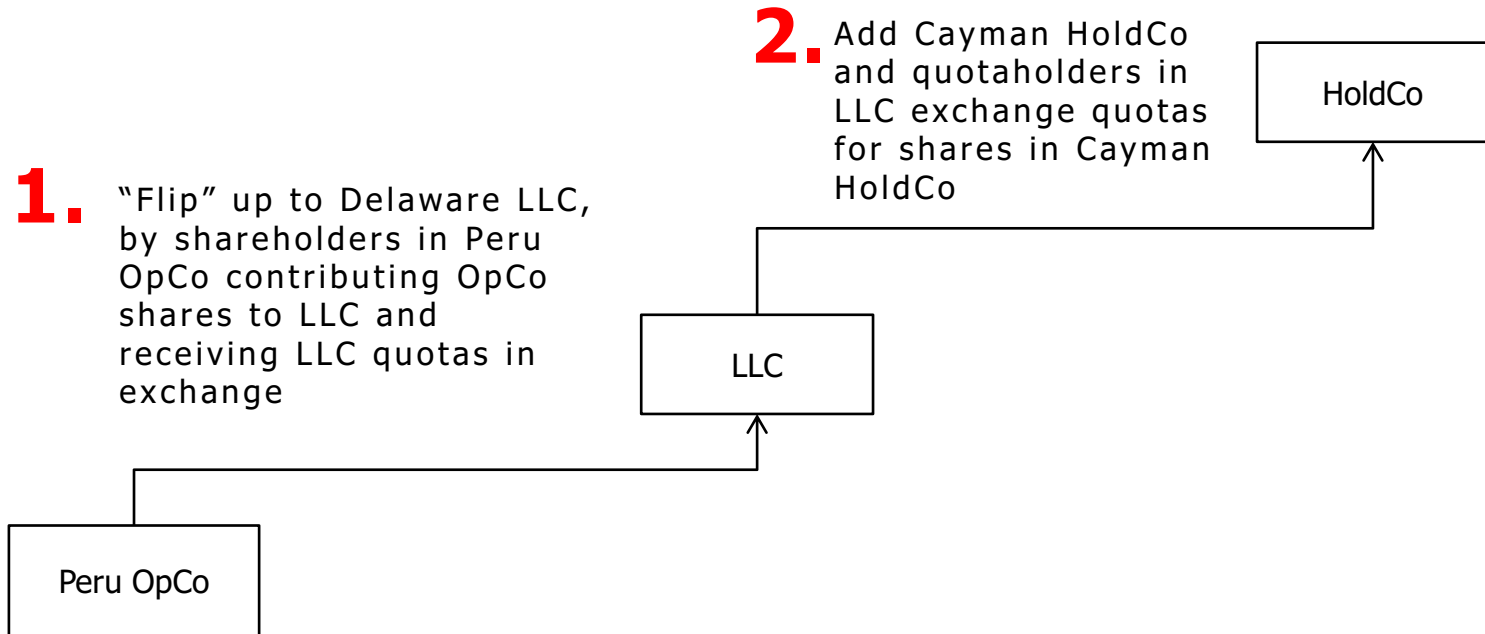 1.
“Flip” up to Delaware LLC,
by shareholders in Peru
OpCo contributing OpCo
shares to LLC and
receiving LLC quotas in
exchange
2.
Add Cayman HoldCo
and quotaholders in
LLC exchange quotas
for shares in Cayman
HoldCo
HoldCo
LLC
Peru OpCo